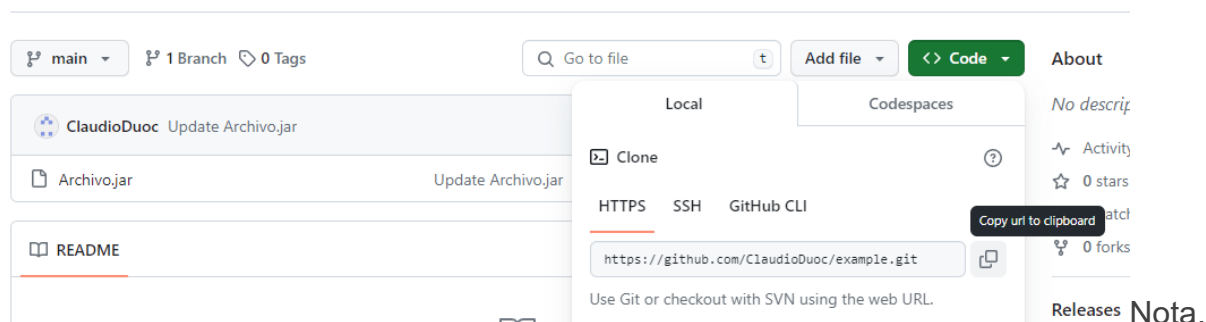 main 1 Branch 0 Tags Go to file t Add file <> Code About
Local Codespaces
No descrip
ClaudioDuoc Update Archivo.jar
Clone ?
Activity
Archivo.jar Update Archivo.jar
0 stars
HTTPS SSH GitHub CLI
Copy url to clipboard
atch
README
https://github.com/ClaudioDuoc/example.git
0 forks
Use Git or checkout with SVN using the web URL.
Releases Nota.